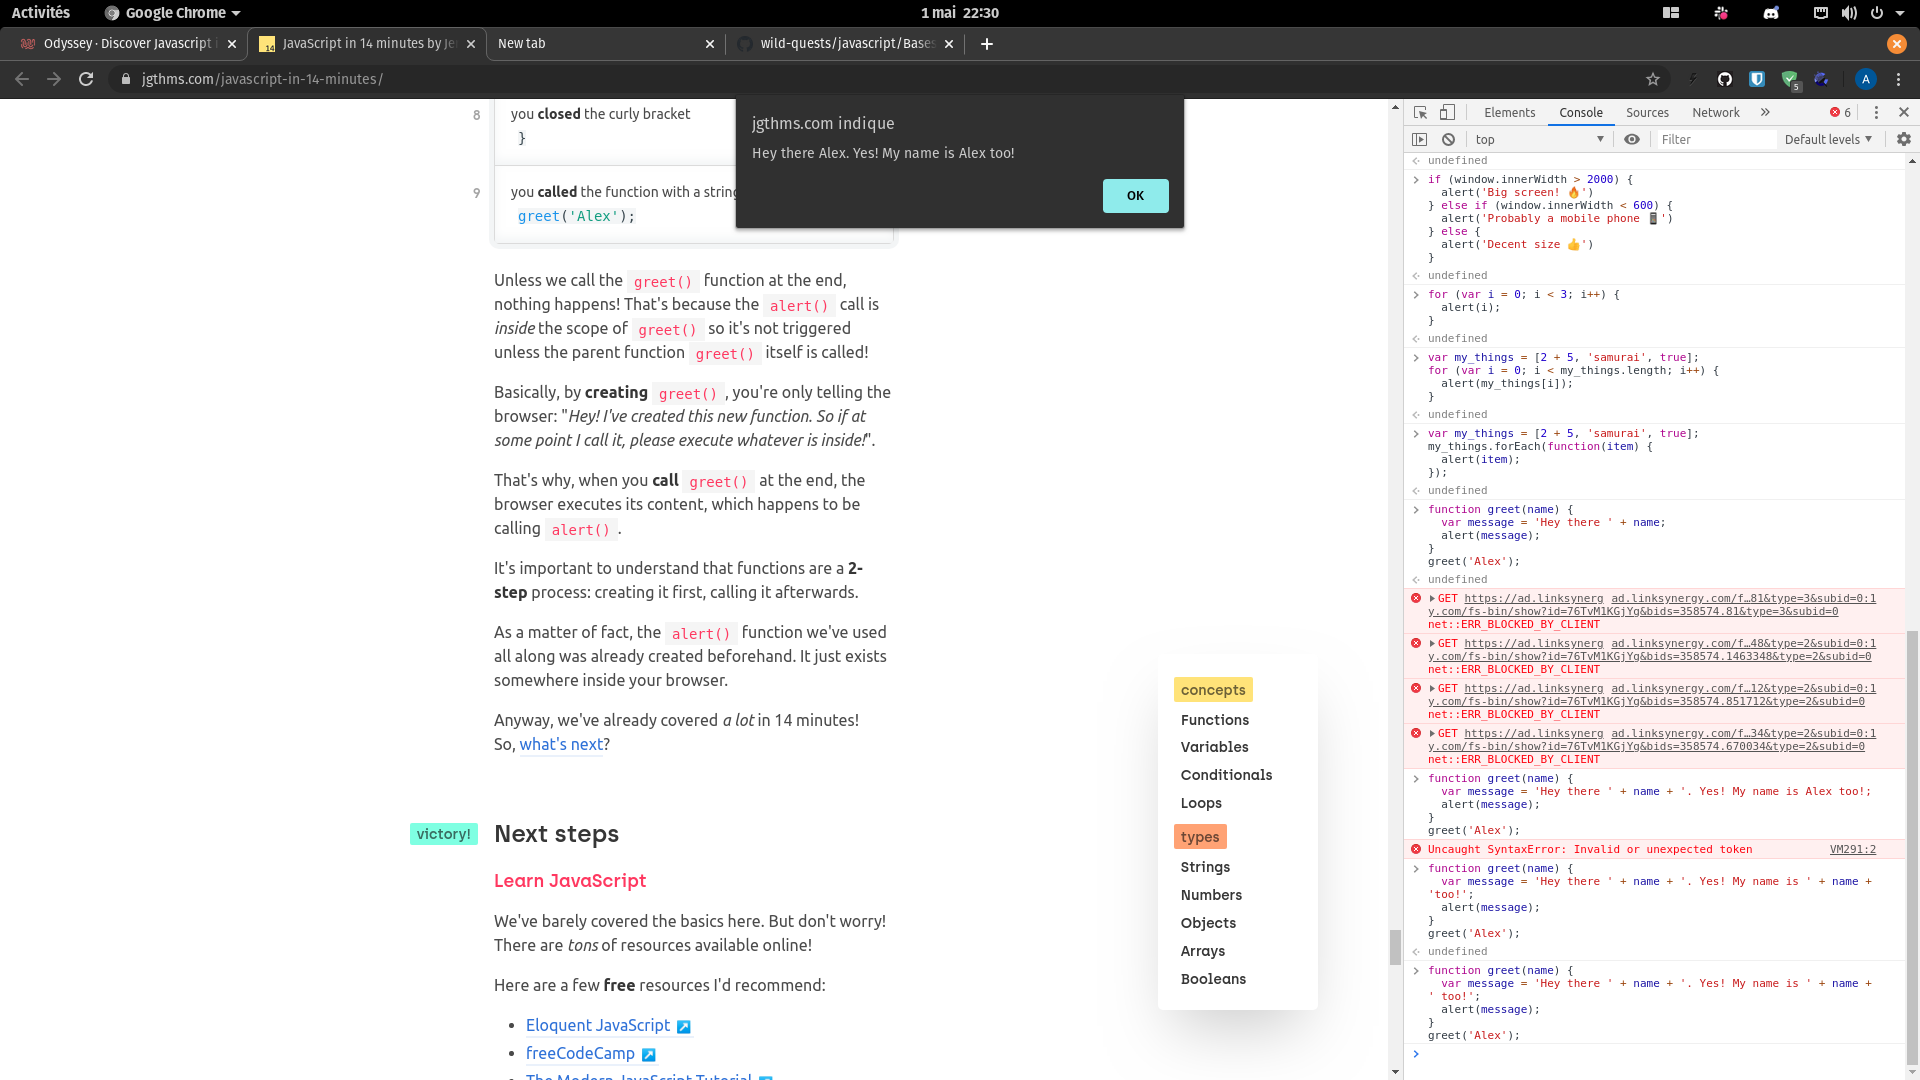 Activités
Google Chrome
1 mai 22:30
Odyssey · Discover Javascript i
14
JavaScript in 14 minutes by Je
New tab
wild-quests/javascript/Bases
jgthms.com/javascript-in-14-minutes/
5
A
8
you closed the curly bracket
}
9
you called the function with a string
greet('Alex');
jgthms.com indique
Hey there Alex. Yes! My name is Alex too!
OK
Unless we call the greet() function at the end,
nothing happens! That's because the alert() call is
inside the scope of greet() so it's not triggered
unless the parent function greet() itself is called!
Basically, by creating greet() , you're only telling the
browser: "Hey! I've created this new function. So if at
some point I call it, please execute whatever is inside!".
That's why, when you call greet() at the end, the
browser executes its content, which happens to be
calling alert() .
It's important to understand that functions are a 2-
step process: creating it first, calling it afterwards.
As a matter of fact, the alert() function we've used
all along was already created beforehand. It just exists
somewhere inside your browser.
Anyway, we've already covered a lot in 14 minutes!
So, what's next?
victory!
Next steps
Learn JavaScript
We've barely covered the basics here. But don't worry!
There are tons of resources available online!
Here are a few free resources I'd recommend:
• Eloquent JavaScript
• freeCodeCamp
The Modern JavaScript Tutorial
concepts
Functions
Variables
Conditionals
Loops
types
Strings
Numbers
Objects
Arrays
Booleans
Elements
Console
Sources
Network
6
top
Filter
Default levels
undefined
if (window.innerWidth > 2000) {
alert('Big screen! 🔥')
} else if (window.innerWidth < 600) {
alert('Probably a mobile phone 📱')
} else {
alert('Decent size 👍')
}
undefined
for (var i = 0; i < 3; i++) {
alert(i);
}
undefined
var my_things = [2 + 5, 'samurai', true];
for (var i = 0; i < my_things.length; i++) {
alert(my_things[i]);
}
undefined
var my_things = [2 + 5, 'samurai', true];
my_things.forEach(function(item) {
alert(item);
});
undefined
function greet(name) {
var message = 'Hey there ' + name;
alert(message);
}
greet('Alex');
undefined
GET https://ad.linksynerg ad.linksynergy.com/f…81&type=3&subid=0:1
y.com/fs-bin/show?id=76TvM1KGjYg&bids=358574.81&type=3&subid=0
net::ERR_BLOCKED_BY_CLIENT
GET https://ad.linksynerg ad.linksynergy.com/f…48&type=2&subid=0:1
y.com/fs-bin/show?id=76TvM1KGjYg&bids=358574.1463348&type=2&subid=0
net::ERR_BLOCKED_BY_CLIENT
GET https://ad.linksynerg ad.linksynergy.com/f…12&type=2&subid=0:1
y.com/fs-bin/show?id=76TvM1KGjYg&bids=358574.851712&type=2&subid=0
net::ERR_BLOCKED_BY_CLIENT
GET https://ad.linksynerg ad.linksynergy.com/f…34&type=2&subid=0:1
y.com/fs-bin/show?id=76TvM1KGjYg&bids=358574.670034&type=2&subid=0
net::ERR_BLOCKED_BY_CLIENT
function greet(name) {
var message = 'Hey there ' + name + '. Yes! My name is Alex too!;
alert(message);
}
greet('Alex');
Uncaught SyntaxError: Invalid or unexpected token VM291:2
function greet(name) {
var message = 'Hey there ' + name + '. Yes! My name is ' + name +
'too!';
alert(message);
}
greet('Alex');
undefined
function greet(name) {
var message = 'Hey there ' + name + '. Yes! My name is ' + name +
' too!';
alert(message);
}
greet('Alex');